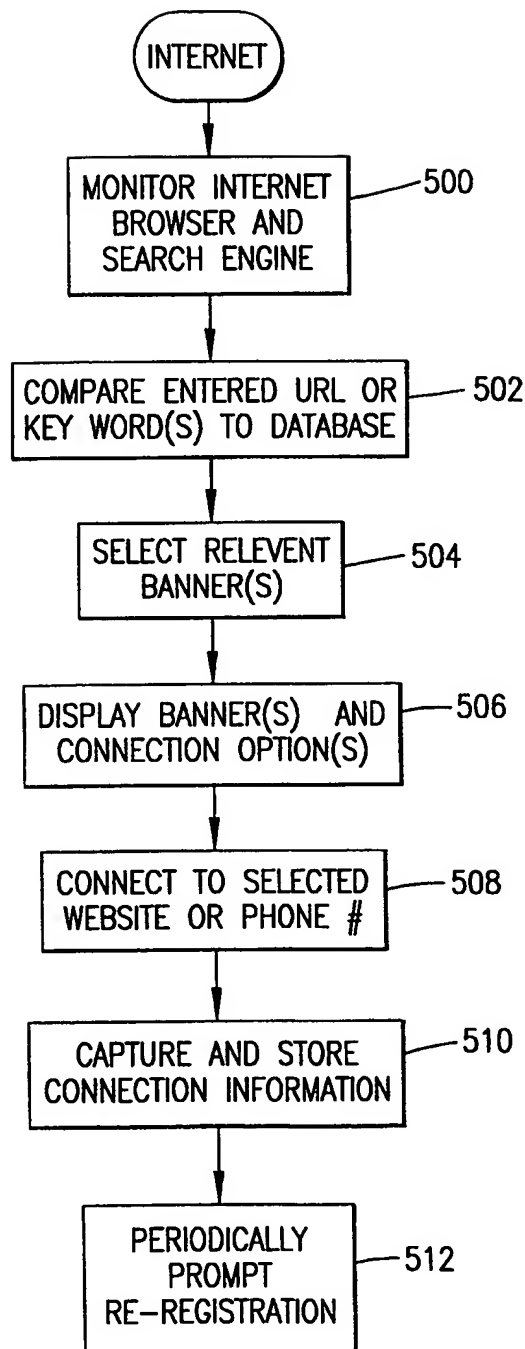 INTERNET
MONITOR INTERNET
BROWSER AND
SEARCH ENGINE
500
COMPARE ENTERED URL OR
KEY WORD(S) TO DATABASE
502
SELECT RELEVENT
BANNER(S)
504
DISPLAY BANNER(S) AND
CONNECTION OPTION(S)
506
CONNECT TO SELECTED
WEBSITE OR PHONE #
508
CAPTURE AND STORE
CONNECTION INFORMATION
510
PERIODICALLY
PROMPT
RE-REGISTRATION
512